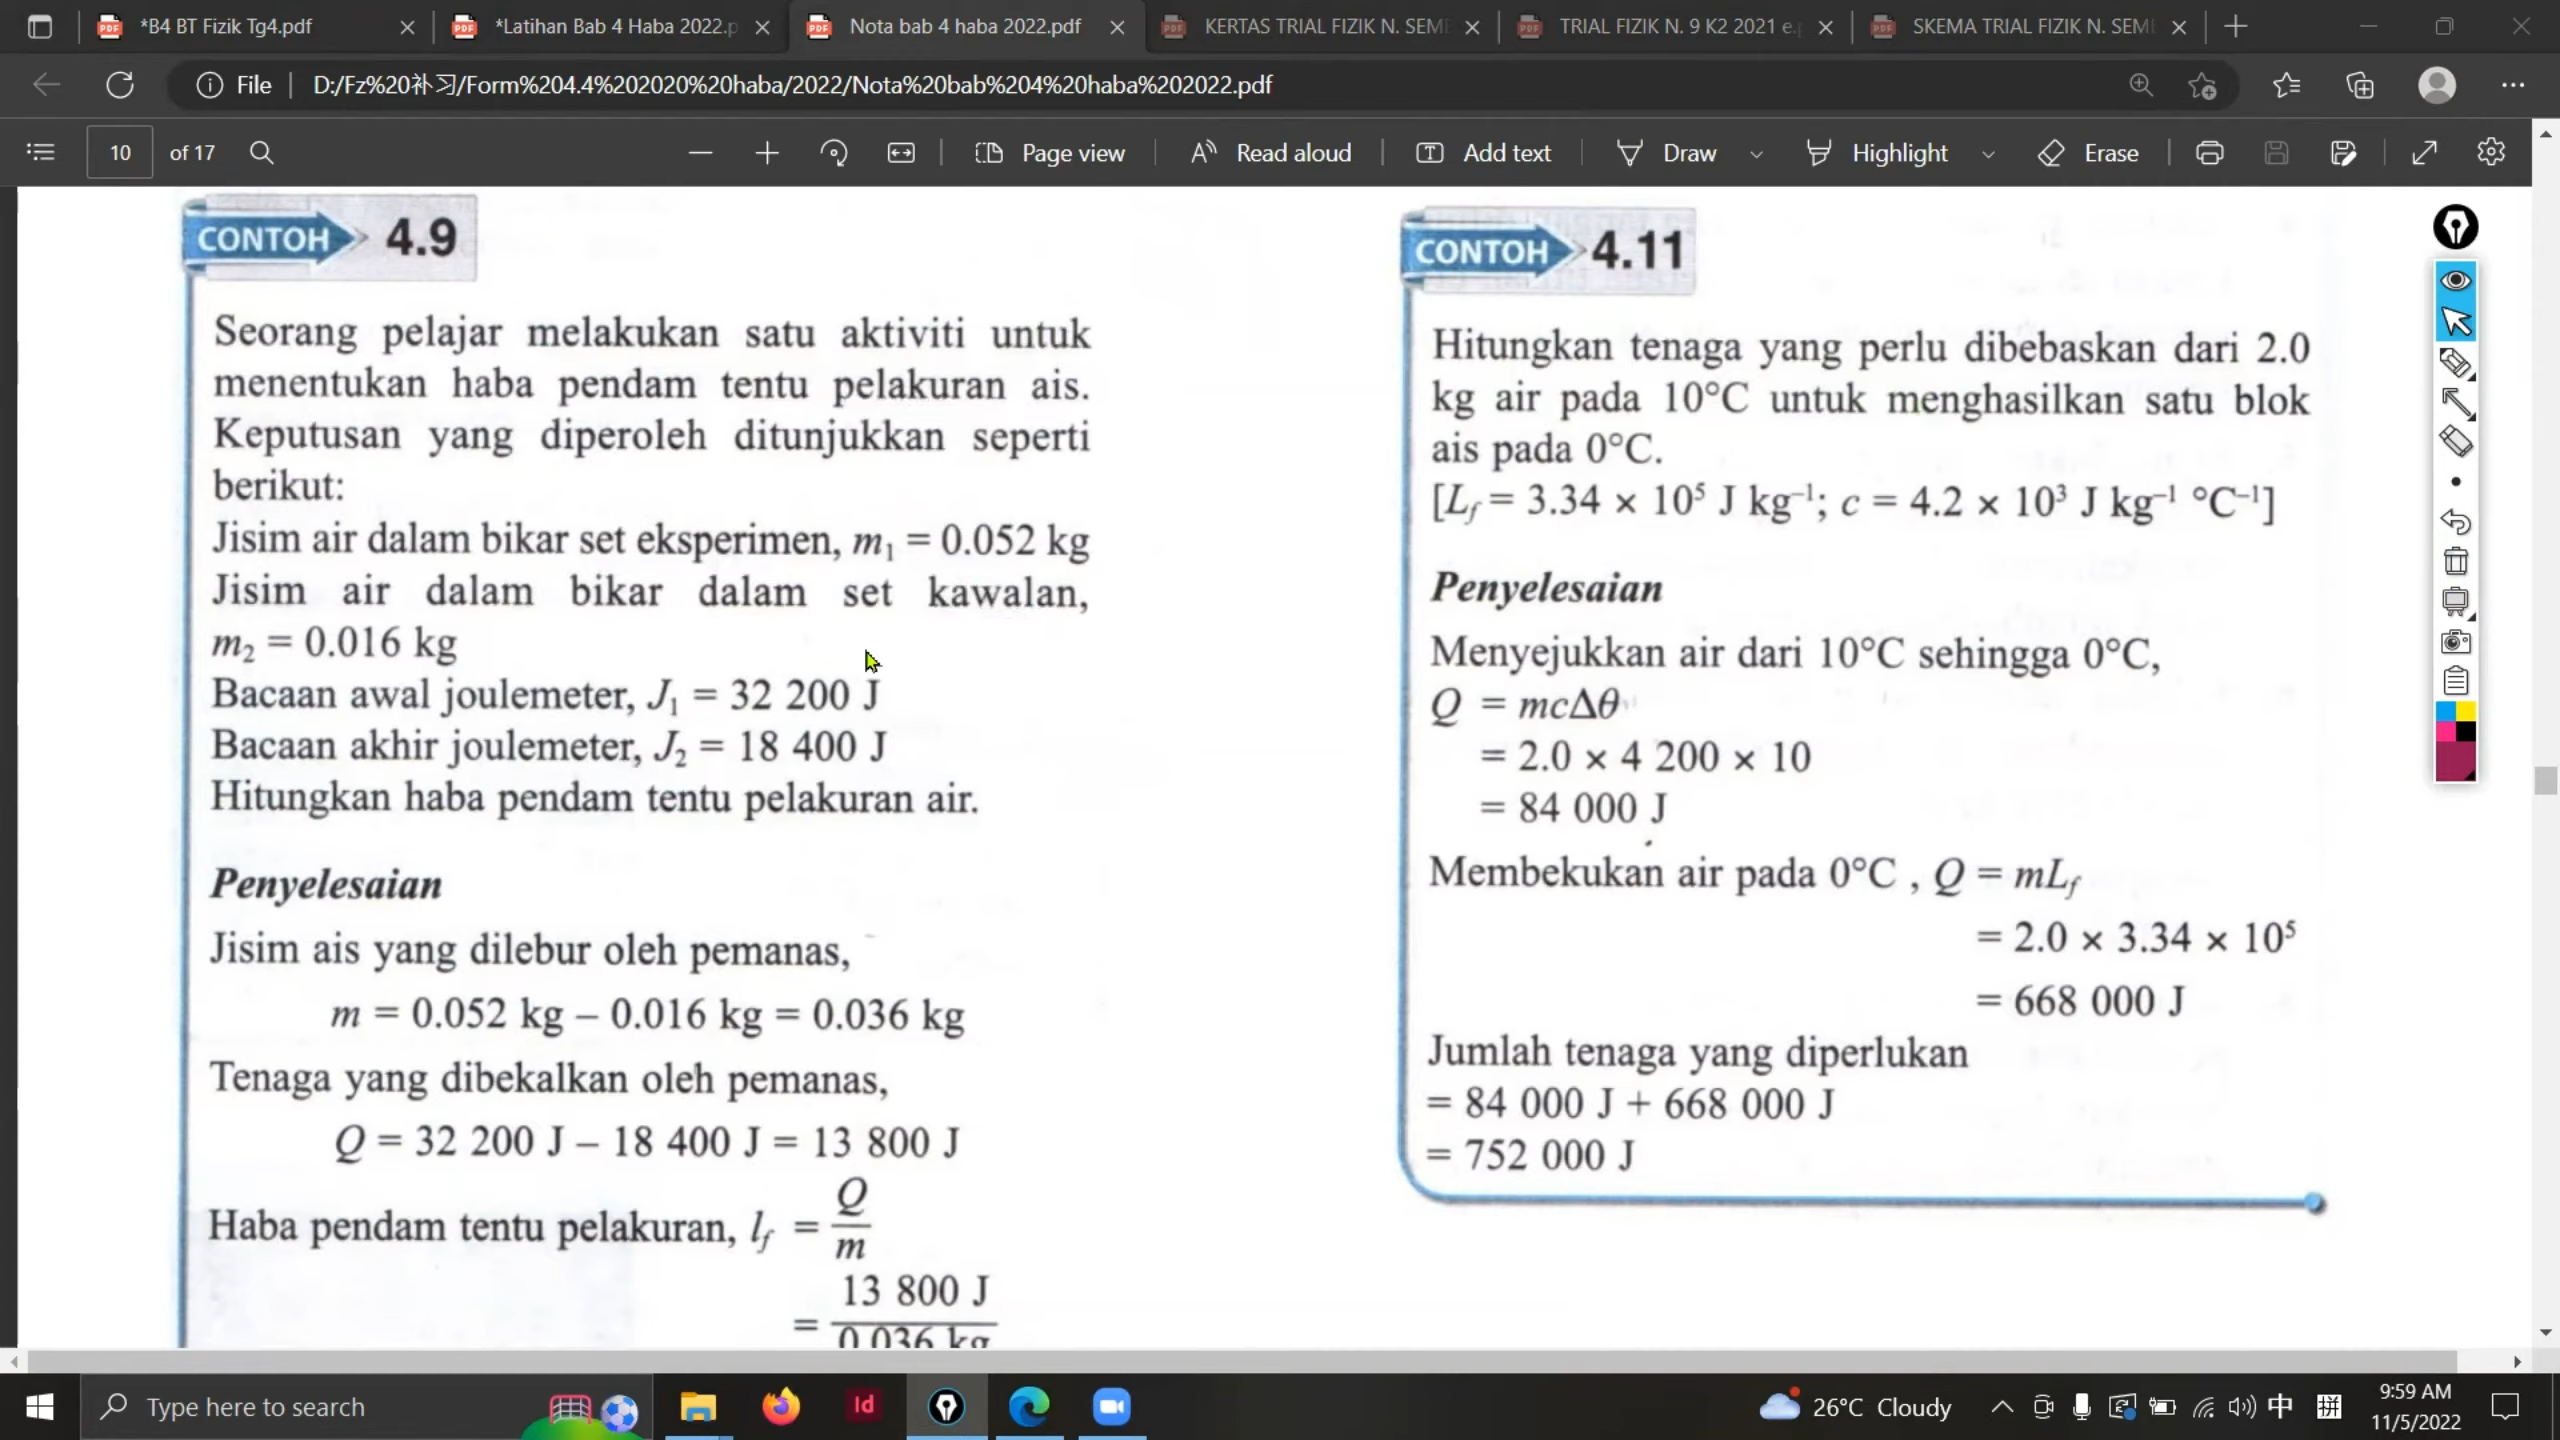 *B4 BT Fizik Tg4.pdf
*Latihan Bab 4 Haba 2022.p
Nota bab 4 haba 2022.pdf
KERTAS TRIAL FIZIK N. SEM
TRIAL FIZIK N. 9 K2 2021 e.
SKEMA TRIAL FIZIK N. SEM
File
D:/Fz%20补习/Form%204.4%202020%20haba/2022/Nota%20bab%204%20haba%202022.pdf
10 of 17
Page view
Read aloud
Add text
Draw
Highlight
Erase
CONTOH 4.9
Seorang pelajar melakukan satu aktiviti untuk
menentukan haba pendam tentu pelakuran ais.
Keputusan yang diperoleh ditunjukkan seperti
berikut:
Jisim air dalam bikar set eksperimen, m₁ = 0.052 kg
Jisim air dalam bikar dalam set kawalan,
m₂ = 0.016 kg
Bacaan awal joulemeter, J₁ = 32 200 J
Bacaan akhir joulemeter, J₂ = 18 400 J
Hitungkan haba pendam tentu pelakuran air.
Penyelesaian
Jisim ais yang dilebur oleh pemanas,
m = 0.052 kg – 0.016 kg = 0.036 kg
Tenaga yang dibekalkan oleh pemanas,
Q = 32 200 J – 18 400 J = 13 800 J
Haba pendam tentu pelakuran, l_f = Q/m
= 13 800 J / 0.036 kg
CONTOH 4.11
Hitungkan tenaga yang perlu dibebaskan dari 2.0
kg air pada 10°C untuk menghasilkan satu blok
ais pada 0°C.
[L_f = 3.34 × 10⁵ J kg⁻¹; c = 4.2 × 10³ J kg⁻¹ °C⁻¹]
Penyelesaian
Menyejukkan air dari 10°C sehingga 0°C,
Q = mcΔθ
= 2.0 × 4 200 × 10
= 84 000 J
Membekukan air pada 0°C , Q = mL_f
= 2.0 × 3.34 × 10⁵
= 668 000 J
Jumlah tenaga yang diperlukan
= 84 000 J + 668 000 J
= 752 000 J
Type here to search
Id
26°C Cloudy
中
拼
9:59 AM
11/5/2022